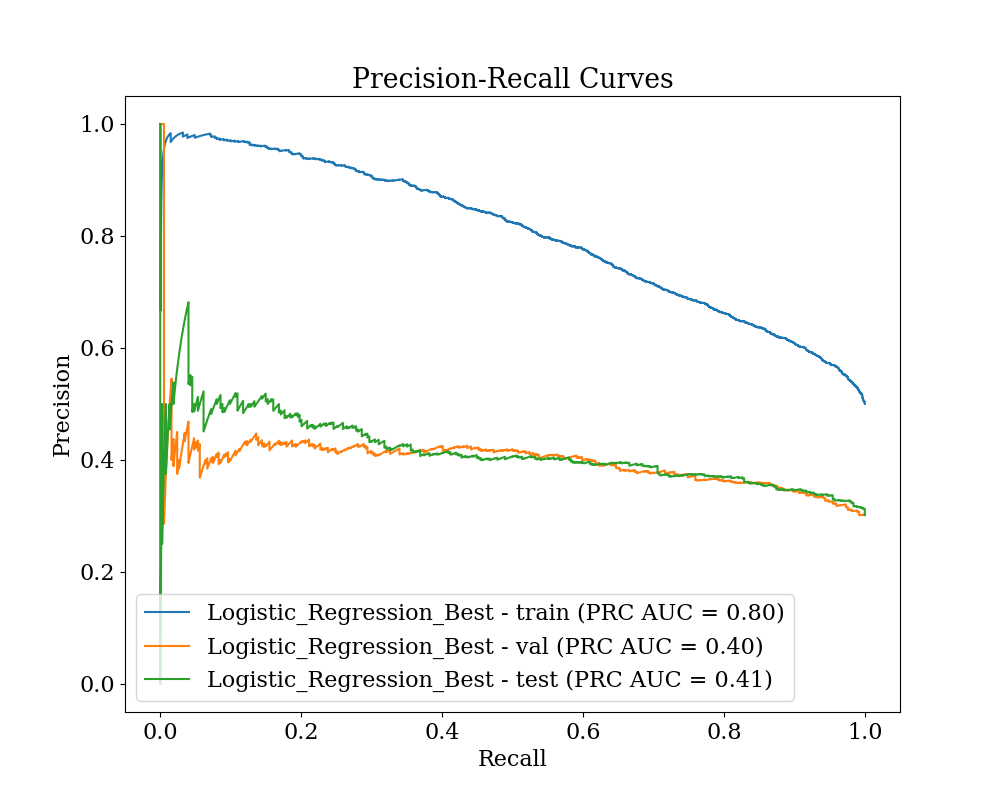 Precision-Recall Curves
Precision
1.0
0.8
0.6
0.4
0.2
0.0
Logistic_Regression_Best - train (PRC AUC = 0.80)
Logistic_Regression_Best - val (PRC AUC = 0.40)
Logistic_Regression_Best - test (PRC AUC = 0.41)
0.0 0.2 0.4 0.6 0.8 1.0
Recall